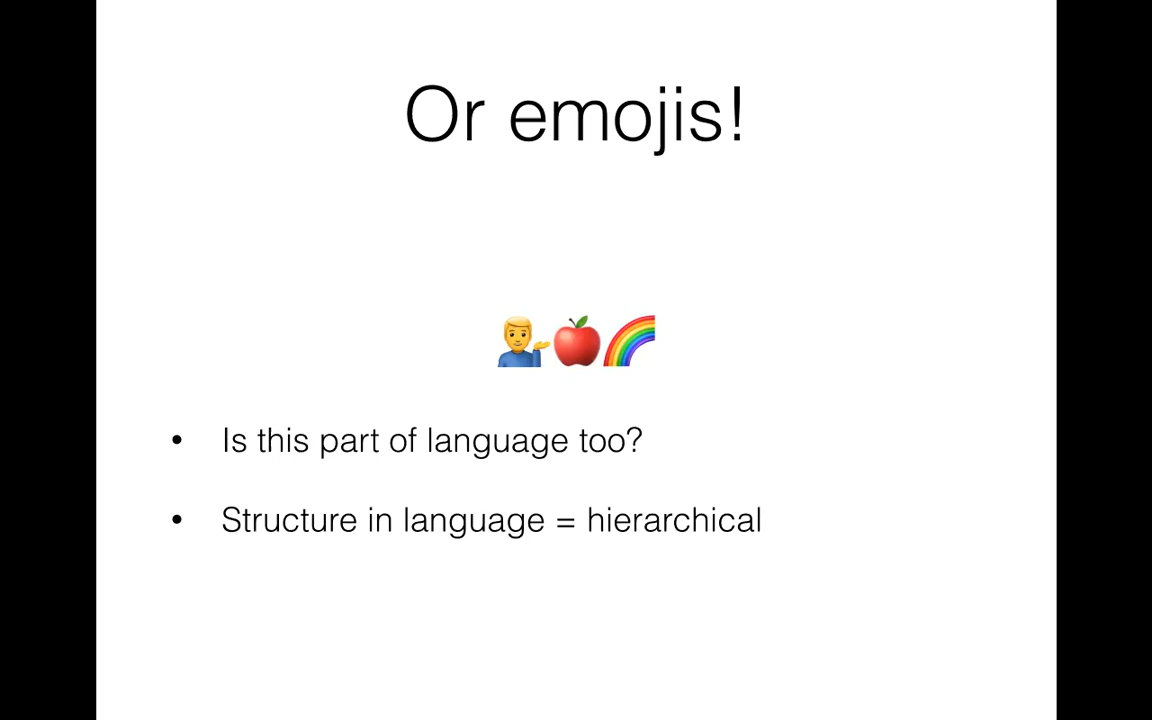 Or emojis!
💁‍♂️🍎🌈
• Is this part of language too?
• Structure in language = hierarchical